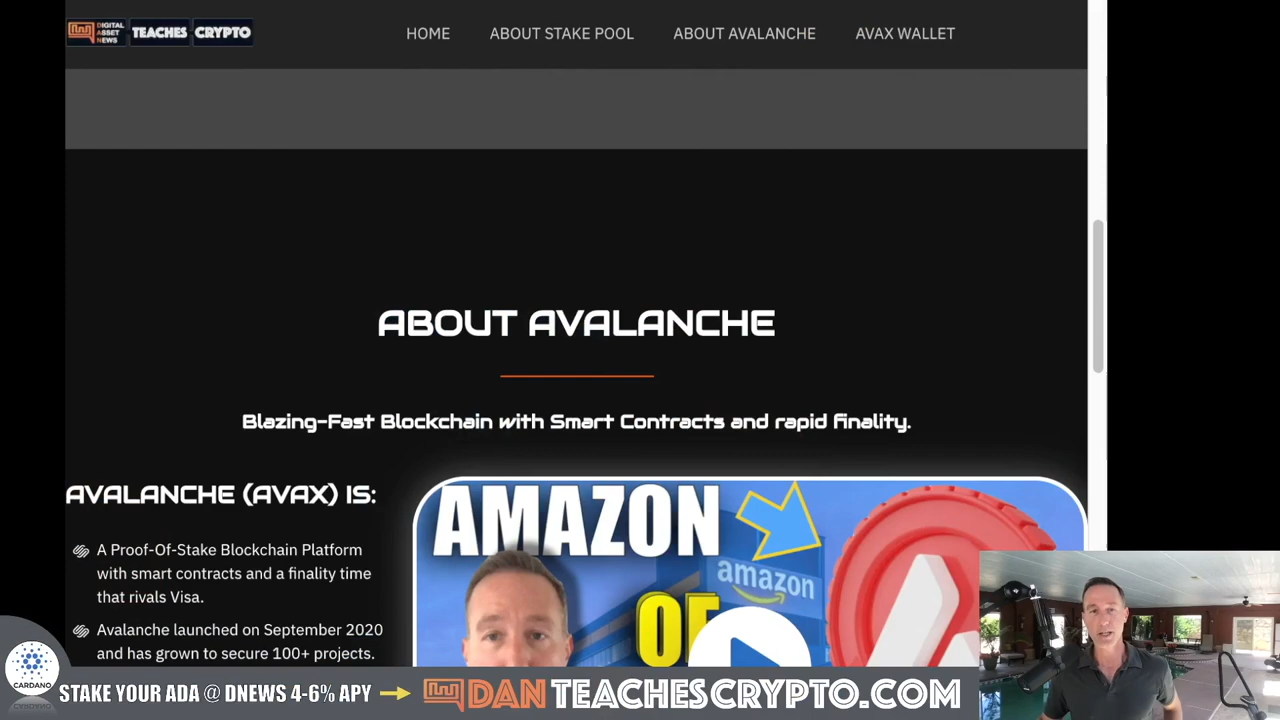 DIGITAL ASSET NEWS TEACHES CRYPTO
HOME ABOUT STAKE POOL ABOUT AVALANCHE AVAX WALLET
ABOUT AVALANCHE
Blazing-Fast Blockchain with Smart Contracts and rapid finality.
AVALANCHE (AVAX) IS:
A Proof-Of-Stake Blockchain Platform
with smart contracts and a finality time
that rivals Visa.
Avalanche launched on September 2020
and has grown to secure 100+ projects.
AMAZON
amazon
OF
CARDANO
STAKE YOUR ADA @ DNEWS 4-6% APY
DANTEACHESCRYPTO.COM